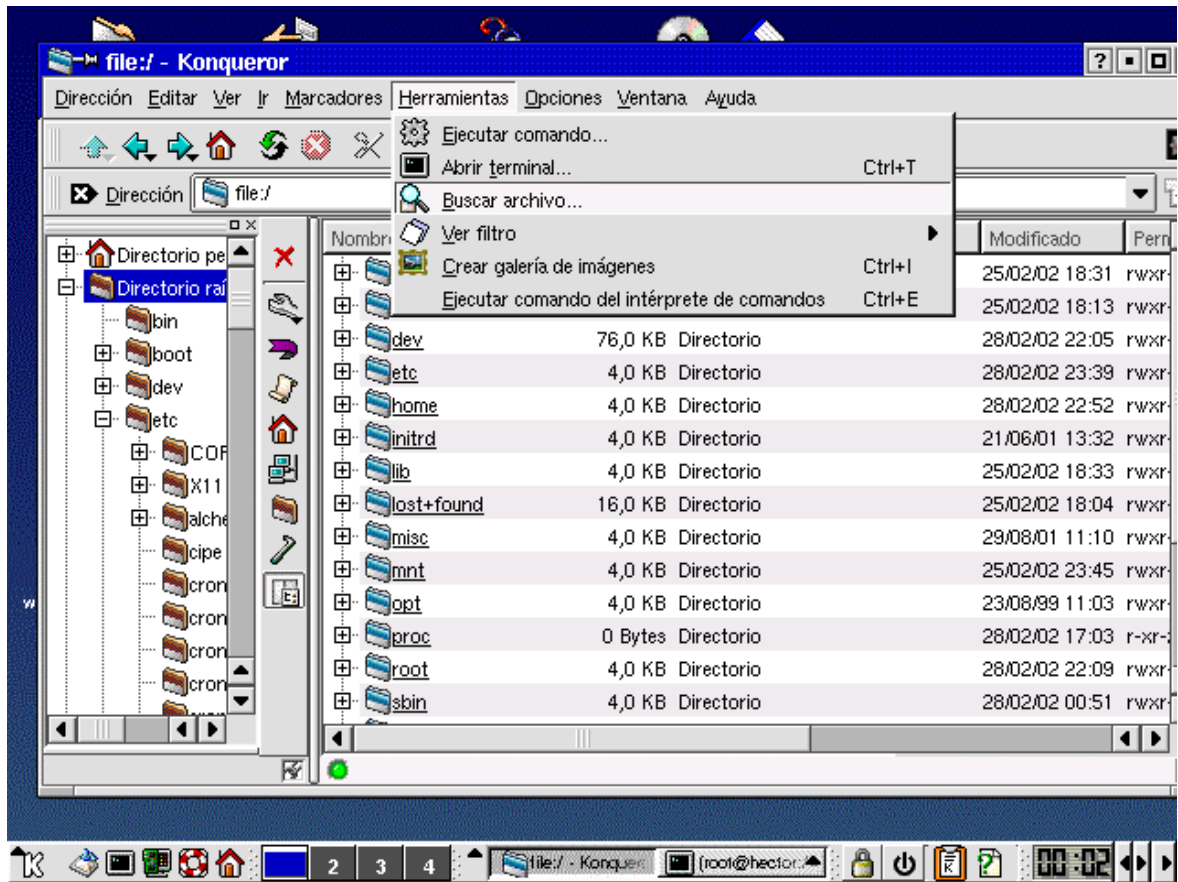 file:/ - Konqueror
Dirección Editar Ver Ir Marcadores Herramientas Opciones Ventana Ayuda
Ejecutar comando...
Abrir terminal... Ctrl+T
Buscar archivo...
Ver filtro
Crear galería de imágenes Ctrl+I
Ejecutar comando del intérprete de comandos Ctrl+E
Dirección file:/
Directorio pe
Directorio raí
bin
boot
dev
etc
COR
X11
alche
cipe
cron
cron
cron
cron
Nombr Modificado Perm
25/02/02 18:31 rwxr-
25/02/02 18:13 rwxr-
dev 76,0 KB Directorio 28/02/02 22:05 rwxr-
etc 4,0 KB Directorio 28/02/02 23:39 rwxr-
home 4,0 KB Directorio 28/02/02 22:52 rwxr-
initrd 4,0 KB Directorio 21/06/01 13:32 rwxr-
lib 4,0 KB Directorio 25/02/02 18:33 rwxr-
lost+found 16,0 KB Directorio 25/02/02 18:04 rwxr-
misc 4,0 KB Directorio 29/08/01 11:10 rwxr-
mnt 4,0 KB Directorio 25/02/02 23:45 rwxr-
opt 4,0 KB Directorio 23/08/99 11:03 rwxr-
proc 0 Bytes Directorio 28/02/02 17:03 r-xr-
root 4,0 KB Directorio 28/02/02 22:09 rwxr-
sbin 4,0 KB Directorio 28/02/02 00:51 rwxr-
w
K 2 3 4 file:/ - Konquer (root@hector: 00:02